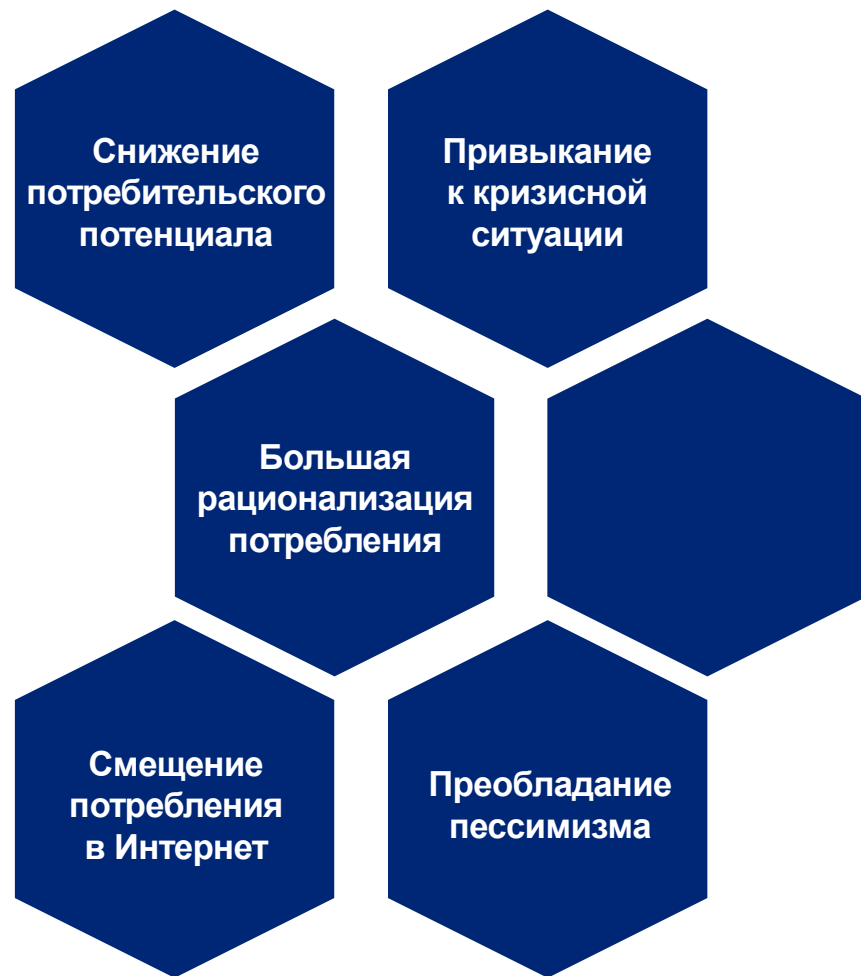 Снижение
потребительского
потенциала
Привыкание
к кризисной
ситуации
Большая
рационализация
потребления
Смещение
потребления
в Интернет
Преобладание
пессимизма